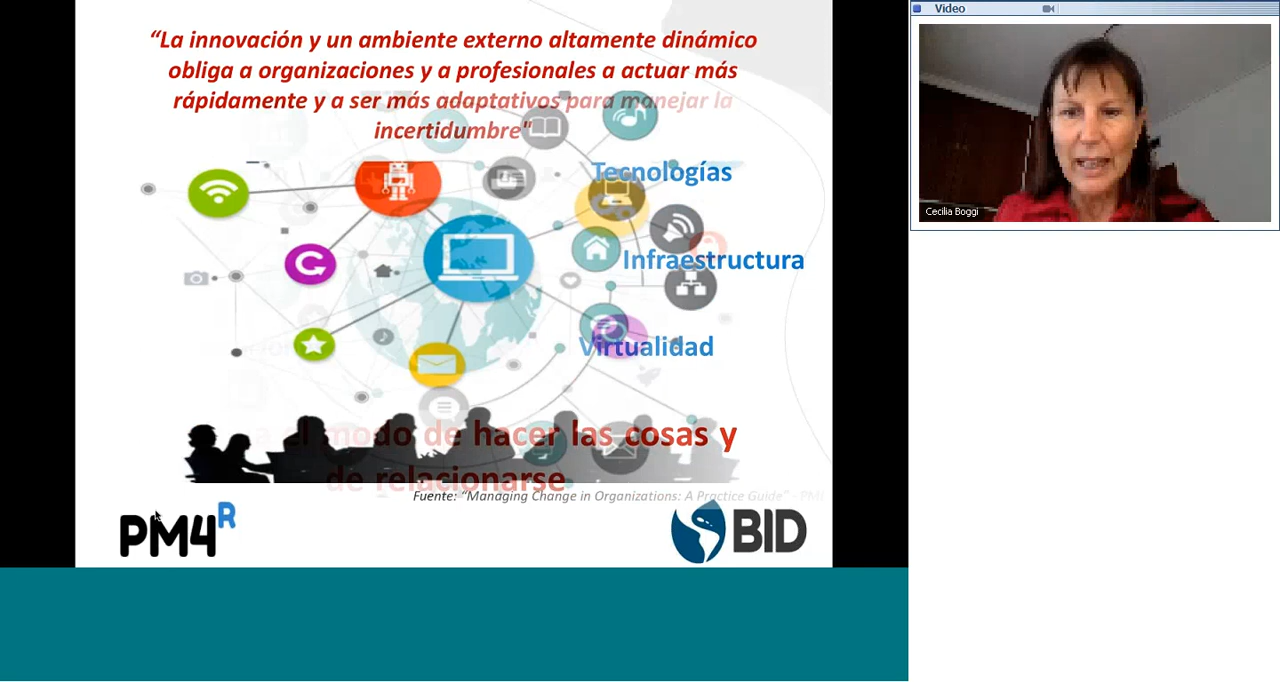 Video
“La innovación y un ambiente externo altamente dinámico
obliga a organizaciones y a profesionales a actuar más
rápidamente y a ser más adaptativos para manejar la
incertidumbre"
Tecnologías
Infraestructura
Virtualidad
Cecilia Boggi
el modo de hacer las cosas y
de relacionarse
Fuente: “Managing Change in Organizations: A Practice Guide” - PMI
PM4R
BID